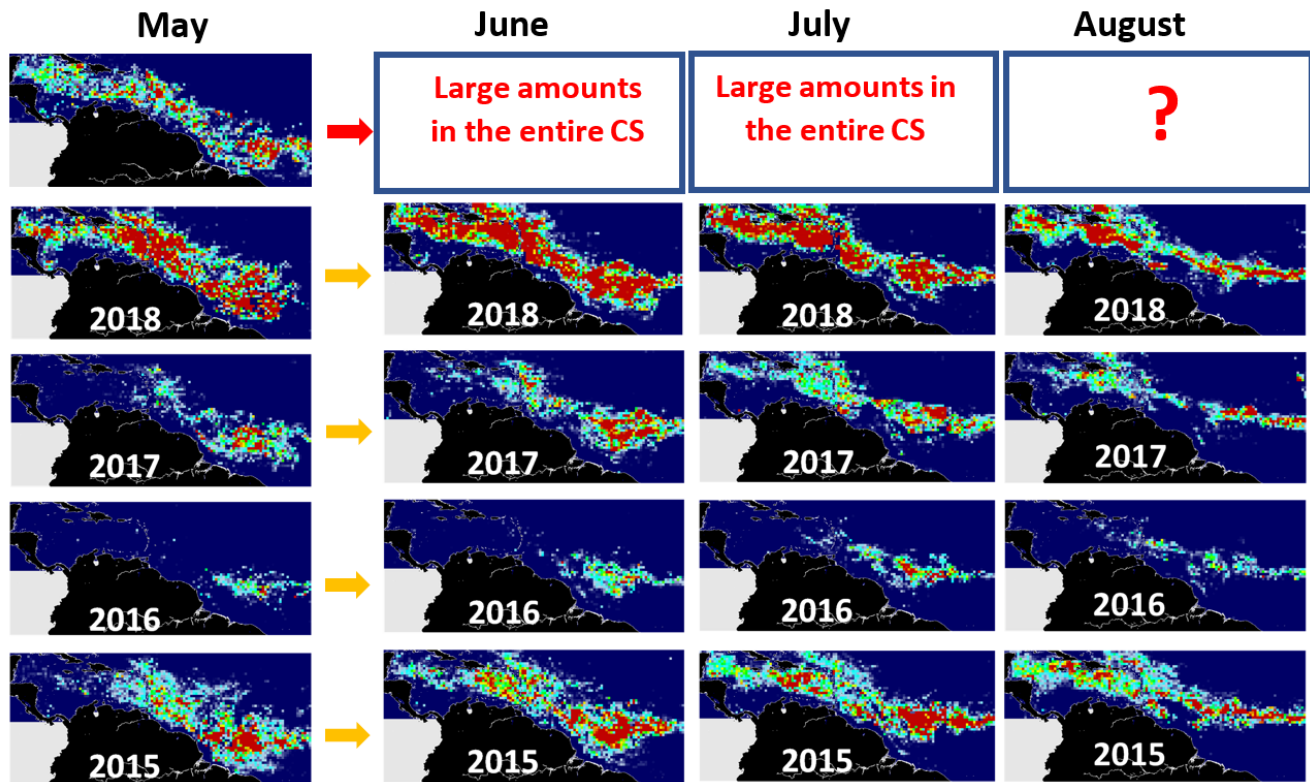 May June July August
Large amounts
in the entire CS
Large amounts in
the entire CS
?
2018 2018 2018 2018
2017 2017 2017 2017
2016 2016 2016 2016
2015 2015 2015 2015